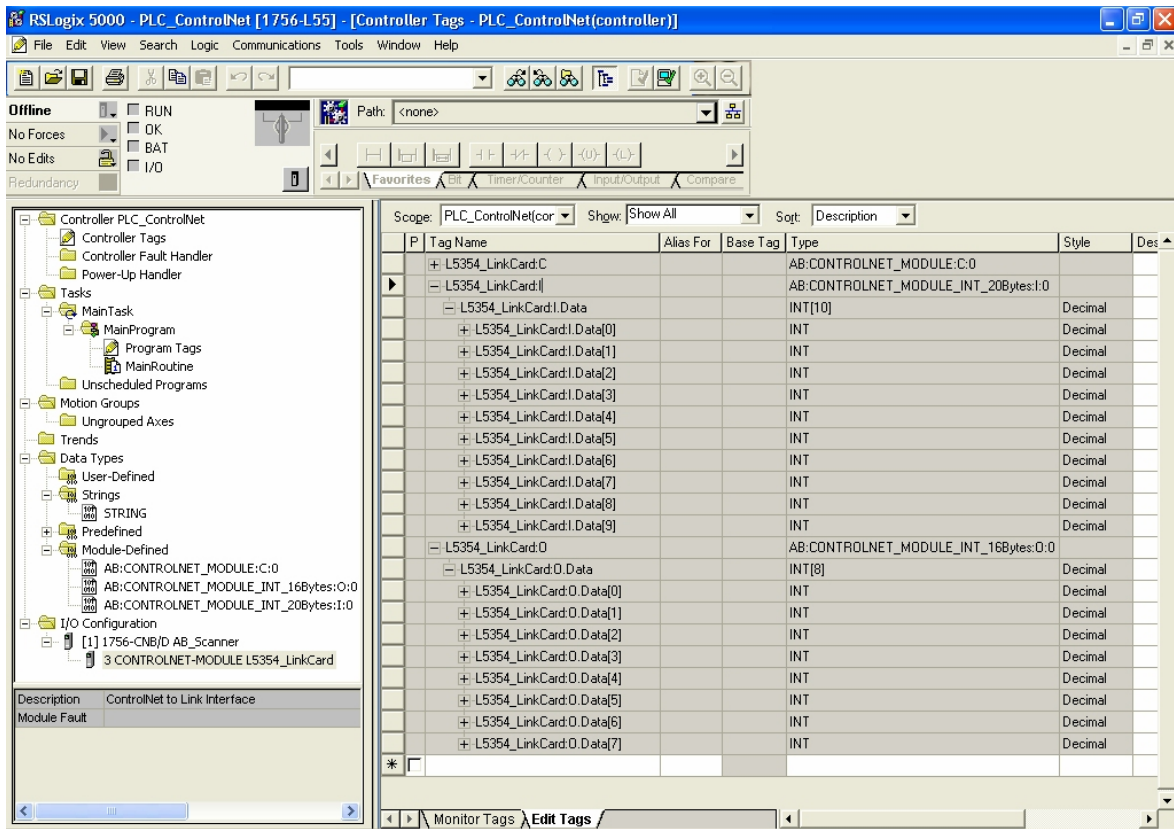 RSLogix 5000 - PLC_ControlNet [1756-L55] - [Controller Tags - PLC_ControlNet(controller)]
File Edit View Search Logic Communications Tools Window Help
Offline
RUN
Path: <none>
No Forces
OK
No Edits
BAT
Redundancy
I/O
Favorites Bit Timer/Counter Input/Output Compare
Controller PLC_ControlNet
Controller Tags
Controller Fault Handler
Power-Up Handler
Tasks
MainTask
MainProgram
Program Tags
MainRoutine
Unscheduled Programs
Motion Groups
Ungrouped Axes
Trends
Data Types
User-Defined
Strings
STRING
Predefined
Module-Defined
AB:CONTROLNET_MODULE:C:0
AB:CONTROLNET_MODULE_INT_16Bytes:O:0
AB:CONTROLNET_MODULE_INT_20Bytes:I:0
I/O Configuration
[1] 1756-CNB/D AB_Scanner
3 CONTROLNET-MODULE L5354_LinkCard
Description ControlNet to Link Interface
Module Fault
Scope: PLC_ControlNet(cor Show: Show All Sort: Description
P Tag Name Alias For Base Tag Type Style Des
L5354_LinkCard:C AB:CONTROLNET_MODULE:C:0
L5354_LinkCard:I AB:CONTROLNET_MODULE_INT_20Bytes:I:0
L5354_LinkCard:I.Data INT[10] Decimal
L5354_LinkCard:I.Data[0] INT Decimal
L5354_LinkCard:I.Data[1] INT Decimal
L5354_LinkCard:I.Data[2] INT Decimal
L5354_LinkCard:I.Data[3] INT Decimal
L5354_LinkCard:I.Data[4] INT Decimal
L5354_LinkCard:I.Data[5] INT Decimal
L5354_LinkCard:I.Data[6] INT Decimal
L5354_LinkCard:I.Data[7] INT Decimal
L5354_LinkCard:I.Data[8] INT Decimal
L5354_LinkCard:I.Data[9] INT Decimal
L5354_LinkCard:O AB:CONTROLNET_MODULE_INT_16Bytes:O:0
L5354_LinkCard:O.Data INT[8] Decimal
L5354_LinkCard:O.Data[0] INT Decimal
L5354_LinkCard:O.Data[1] INT Decimal
L5354_LinkCard:O.Data[2] INT Decimal
L5354_LinkCard:O.Data[3] INT Decimal
L5354_LinkCard:O.Data[4] INT Decimal
L5354_LinkCard:O.Data[5] INT Decimal
L5354_LinkCard:O.Data[6] INT Decimal
L5354_LinkCard:O.Data[7] INT Decimal
Monitor Tags Edit Tags